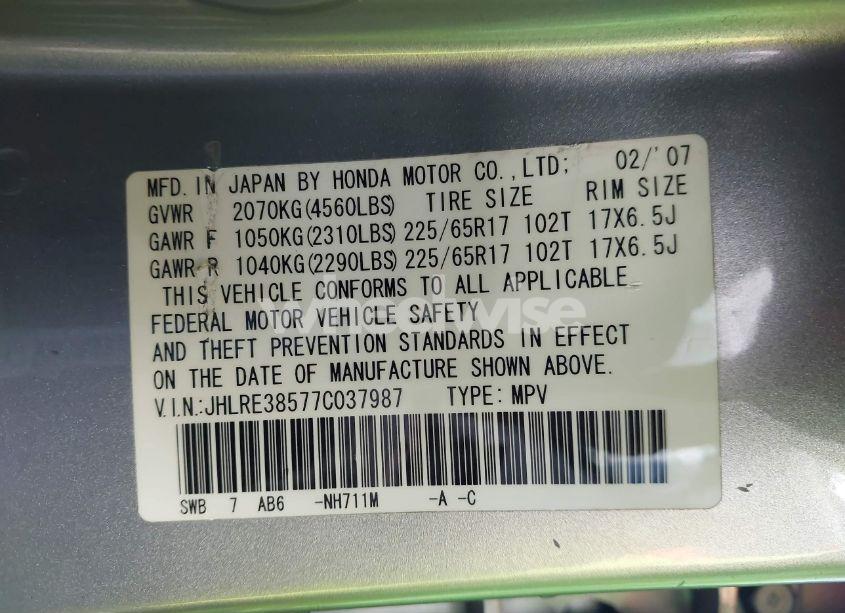 MFD. IN JAPAN BY HONDA MOTOR CO.,LTD; 02/'07
GVWR 2070KG(4560LBS) TIRE SIZE RIM SIZE
GAWR F 1050KG(2310LBS) 225/65R17 102T 17X6.5J
GAWR R 1040KG(2290LBS) 225/65R17 102T 17X6.5J
THIS VEHICLE CONFORMS TO ALL APPLICABLE
FEDERAL MOTOR VEHICLE SAFETY
AND THEFT PREVENTION STANDARDS IN EFFECT
ON THE DATE OF MANUFACTURE SHOWN ABOVE.
V.I.N.:JHLRE38577C037987 TYPE: MPV
SWB 7 AB6 -NH711M -A -C
wheelwise